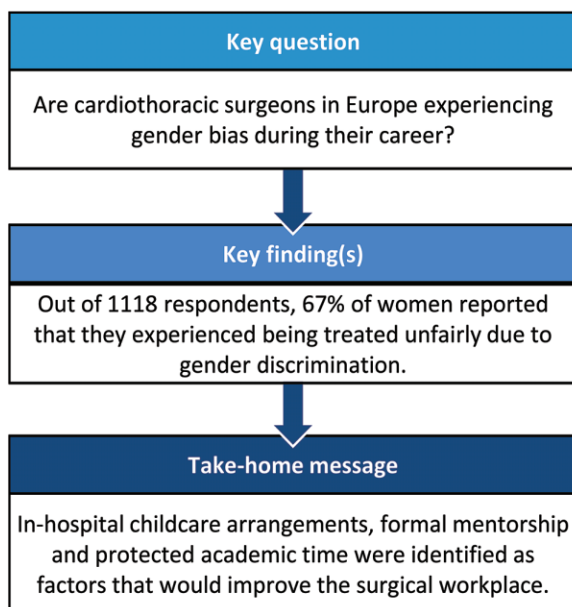 Key question
Are cardiothoracic surgeons in Europe experiencing
gender bias during their career?
Key finding(s)
Out of 1118 respondents, 67% of women reported
that they experienced being treated unfairly due to
gender discrimination.
Take-home message
In-hospital childcare arrangements, formal mentorship
and protected academic time were identified as
factors that would improve the surgical workplace.